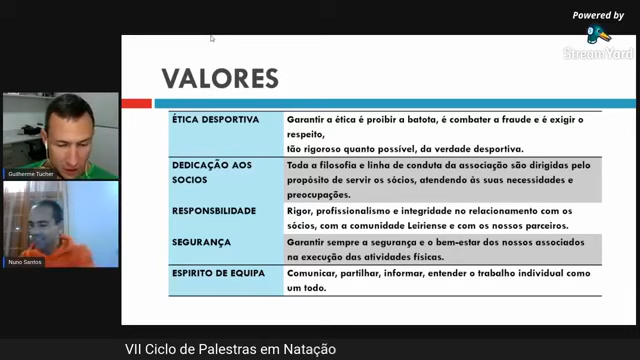 Powered by
StreamYard
VALORES
ÉTICA DESPORTIVA
Garantir a ética é proibir a batota, é combater a fraude e é exigir o
respeito,
tão rigoroso quanto possível, da verdade desportiva.
DEDICAÇÃO AOS
SOCIOS
Toda a filosofia e linha de conduta da associação são dirigidas pelo
propósito de servir os sócios, atendendo às suas necessidades e
preocupações.
RESPONSBILIDADE
Rigor, profissionalismo e integridade no relacionamento com os
sócios, com a comunidade Leiriense e com os nossos parceiros.
SEGURANÇA
Garantir sempre a segurança e o bem-estar dos nossos associados
na execução das atividades físicas.
ESPIRITO DE EQUIPA
Comunicar, partilhar, informar, entender o trabalho individual como
um todo.
Guilherme Tucher
Nuno Santos
VII Ciclo de Palestras em Natação